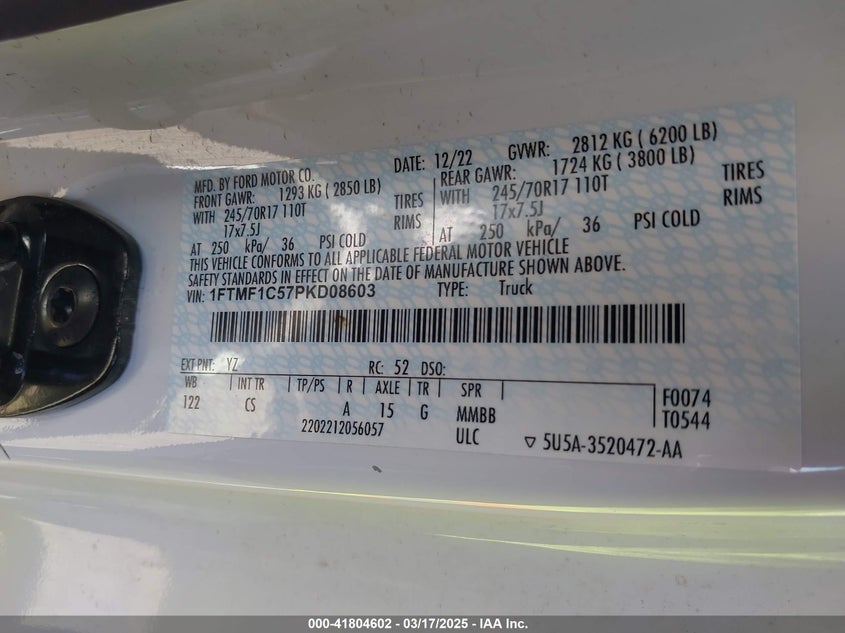 MFD. BY FORD MOTOR CO. DATE: 12/22 GVWR: 2812 KG ( 6200 LB)
FRONT GAWR: 1293 KG ( 2850 LB) REAR GAWR: 1724 KG ( 3800 LB)
WITH 245/70R17 110T TIRES WITH 245/70R17 110T TIRES
17x7.5J RIMS 17x7.5J RIMS
AT 250 kPa/ 36 PSI COLD AT 250 kPa/ 36 PSI COLD
THIS VEHICLE CONFORMS TO ALL APPLICABLE FEDERAL MOTOR VEHICLE
SAFETY STANDARDS IN EFFECT ON THE DATE OF MANUFACTURE SHOWN ABOVE.
VIN: 1FTMF1C57PKD08603 TYPE: Truck
EXT PNT: YZ RC: 52 DSO:
WB INT TR TP/PS R AXLE TR SPR F0074
122 CS A 15 G MMBB T0544
2202212056057 ULC 5U5A-3520472-AA
000-41804602 - 03/17/2025 - IAA Inc.